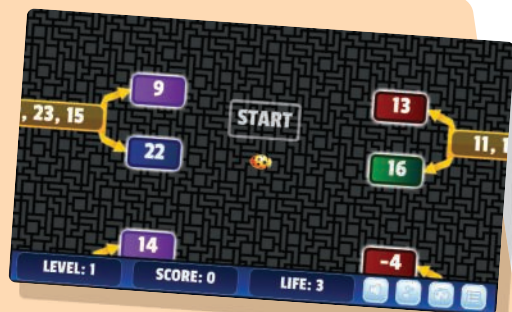 9
, 23, 15
22
START
13
11, 1
16
14
-4
LEVEL: 1
SCORE: 0
LIFE: 3